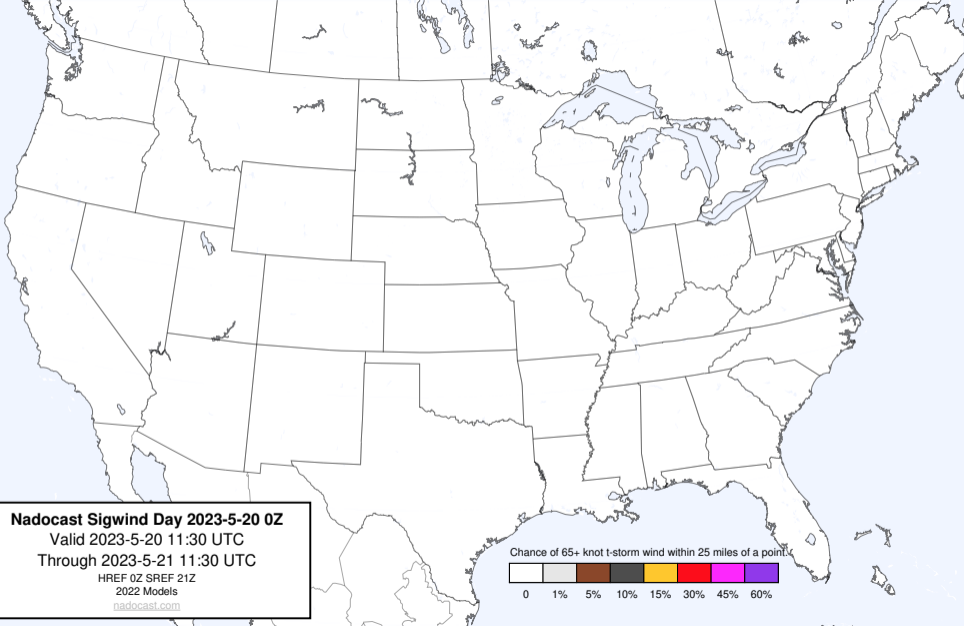 Nadocast Sigwind Day 2023-5-20 0Z
Valid 2023-5-20 11:30 UTC
Through 2023-5-21 11:30 UTC
HREF 0Z SREF 21Z
2022 Models
nadocast.com
Chance of 65+ knot t-storm wind within 25 miles of a point.
0 1% 5% 10% 15% 30% 45% 60%